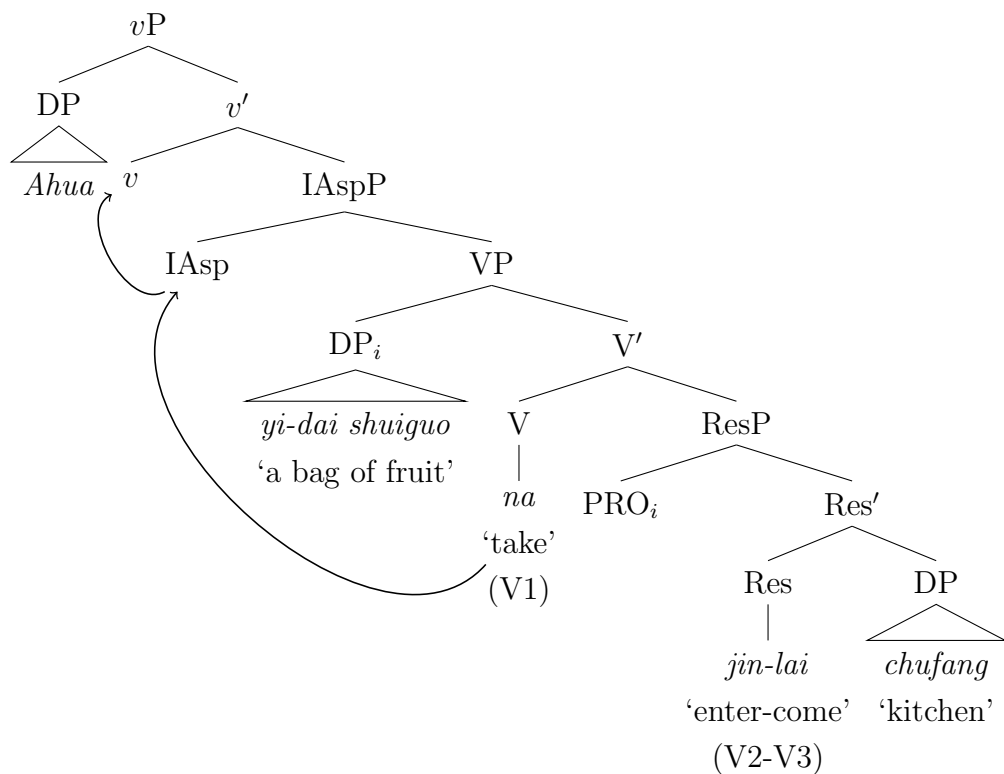 vP
DP v′
Ahua v IAspP
IAsp VP
DPi V′
yi-dai shuiguo V ResP
‘a bag of fruit’
na PROi Res′
‘take’
(V1) Res DP
jin-lai chufang
‘enter-come’ ‘kitchen’
(V2-V3)